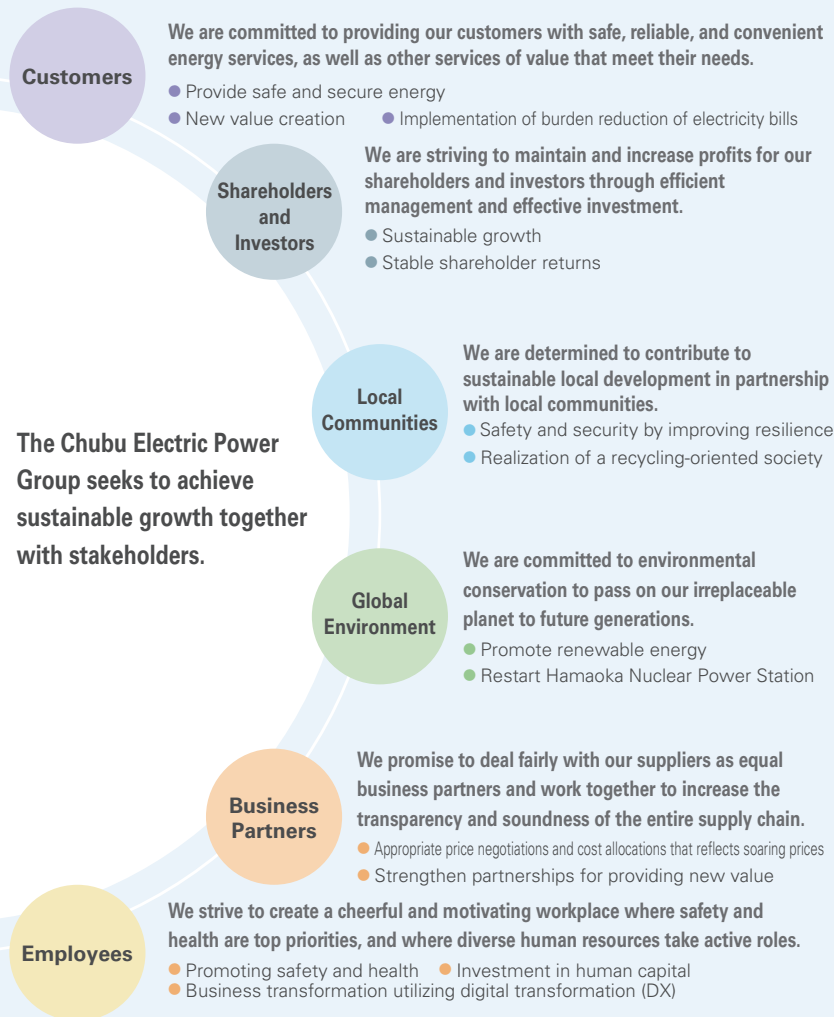 Customers
We are committed to providing our customers with safe, reliable, and convenient
energy services, as well as other services of value that meet their needs.
● Provide safe and secure energy
● New value creation ● Implementation of burden reduction of electricity bills
Shareholders
and
Investors
We are striving to maintain and increase profits for our
shareholders and investors through efficient
management and effective investment.
● Sustainable growth
● Stable shareholder returns
Local
Communities
We are determined to contribute to
sustainable local development in partnership
with local communities.
● Safety and security by improving resilience
● Realization of a recycling-oriented society
The Chubu Electric Power
Group seeks to achieve
sustainable growth together
with stakeholders.
Global
Environment
We are committed to environmental
conservation to pass on our irreplaceable
planet to future generations.
● Promote renewable energy
● Restart Hamaoka Nuclear Power Station
Business
Partners
We promise to deal fairly with our suppliers as equal
business partners and work together to increase the
transparency and soundness of the entire supply chain.
● Appropriate price negotiations and cost allocations that reflects soaring prices
● Strengthen partnerships for providing new value
Employees
We strive to create a cheerful and motivating workplace where safety and
health are top priorities, and where diverse human resources take active roles.
● Promoting safety and health ● Investment in human capital
● Business transformation utilizing digital transformation (DX)